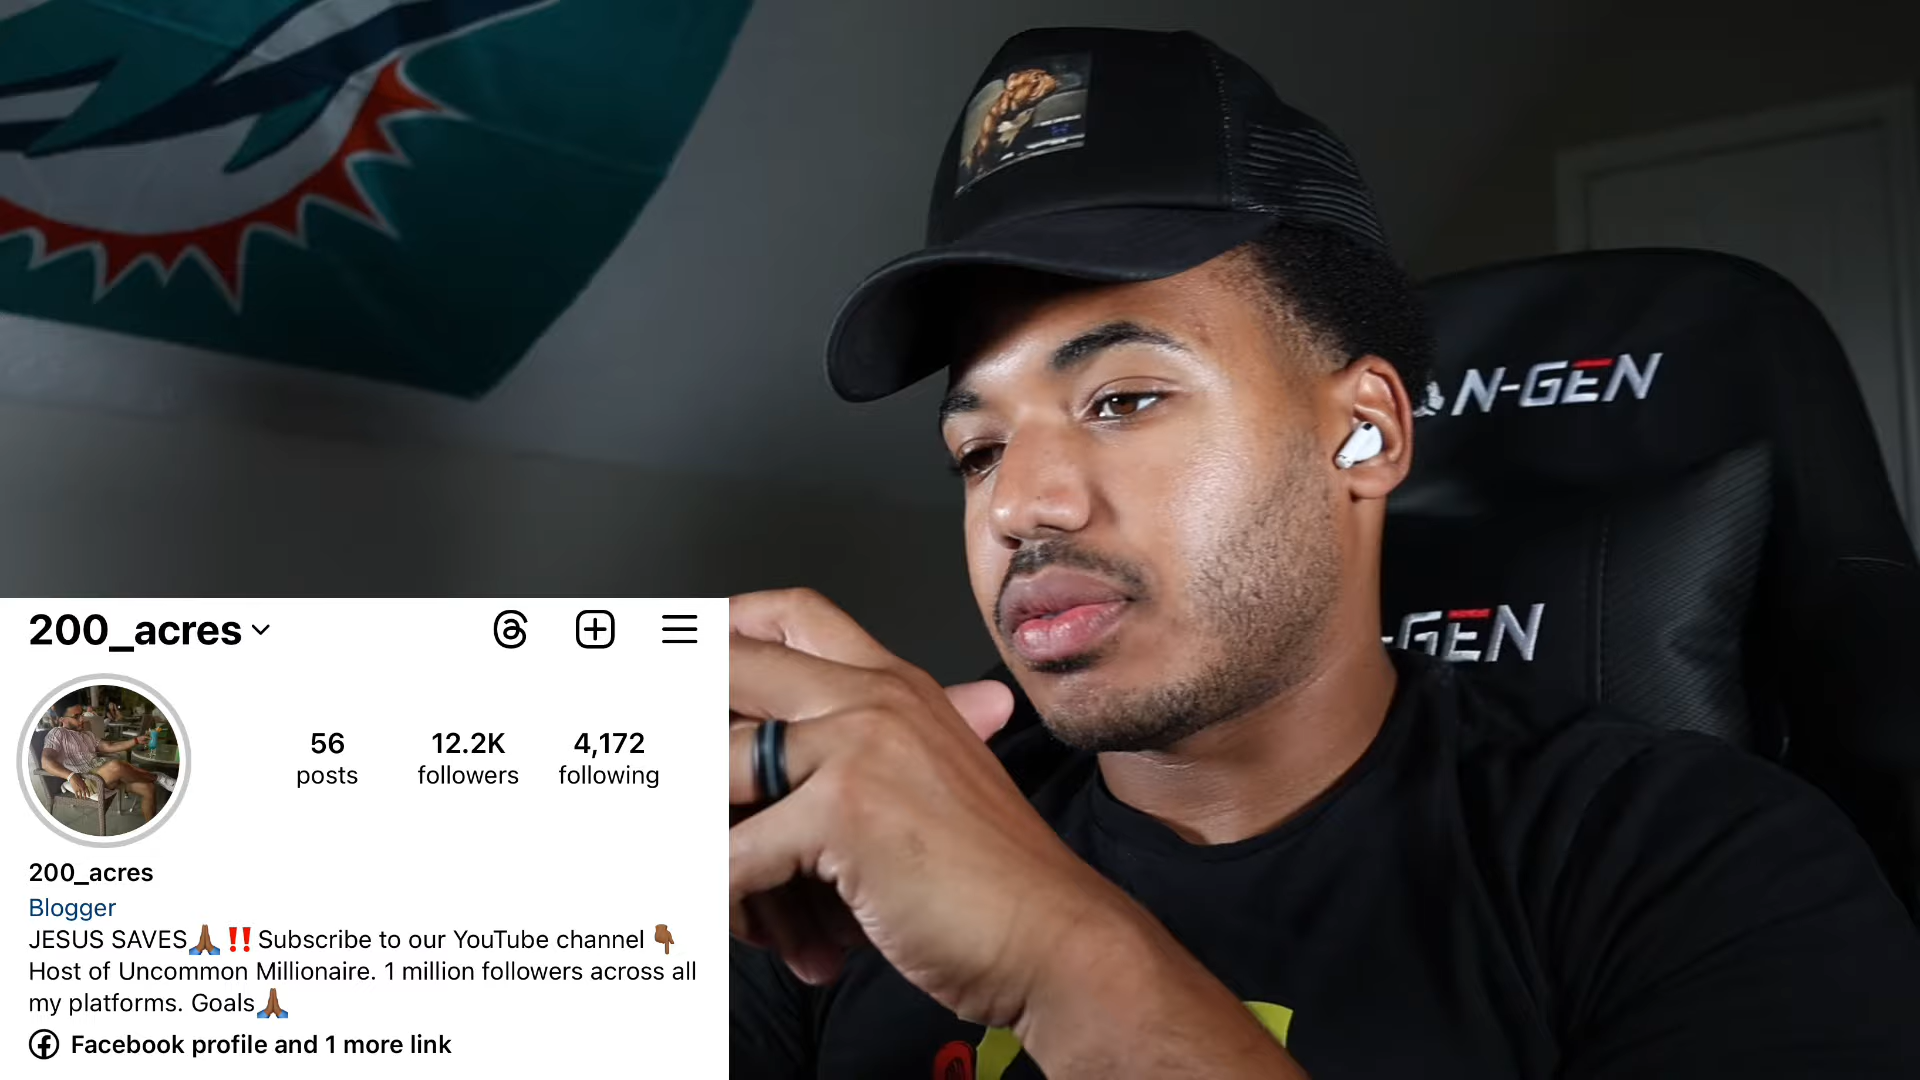 N-GEN
-GEN
200_acres
56 posts
12.2K followers
4,172 following
200_acres
Blogger
JESUS SAVES🙏🏾‼️Subscribe to our YouTube channel 👇🏾
Host of Uncommon Millionaire. 1 million followers across all
my platforms. Goals🙏🏾
Facebook profile and 1 more link